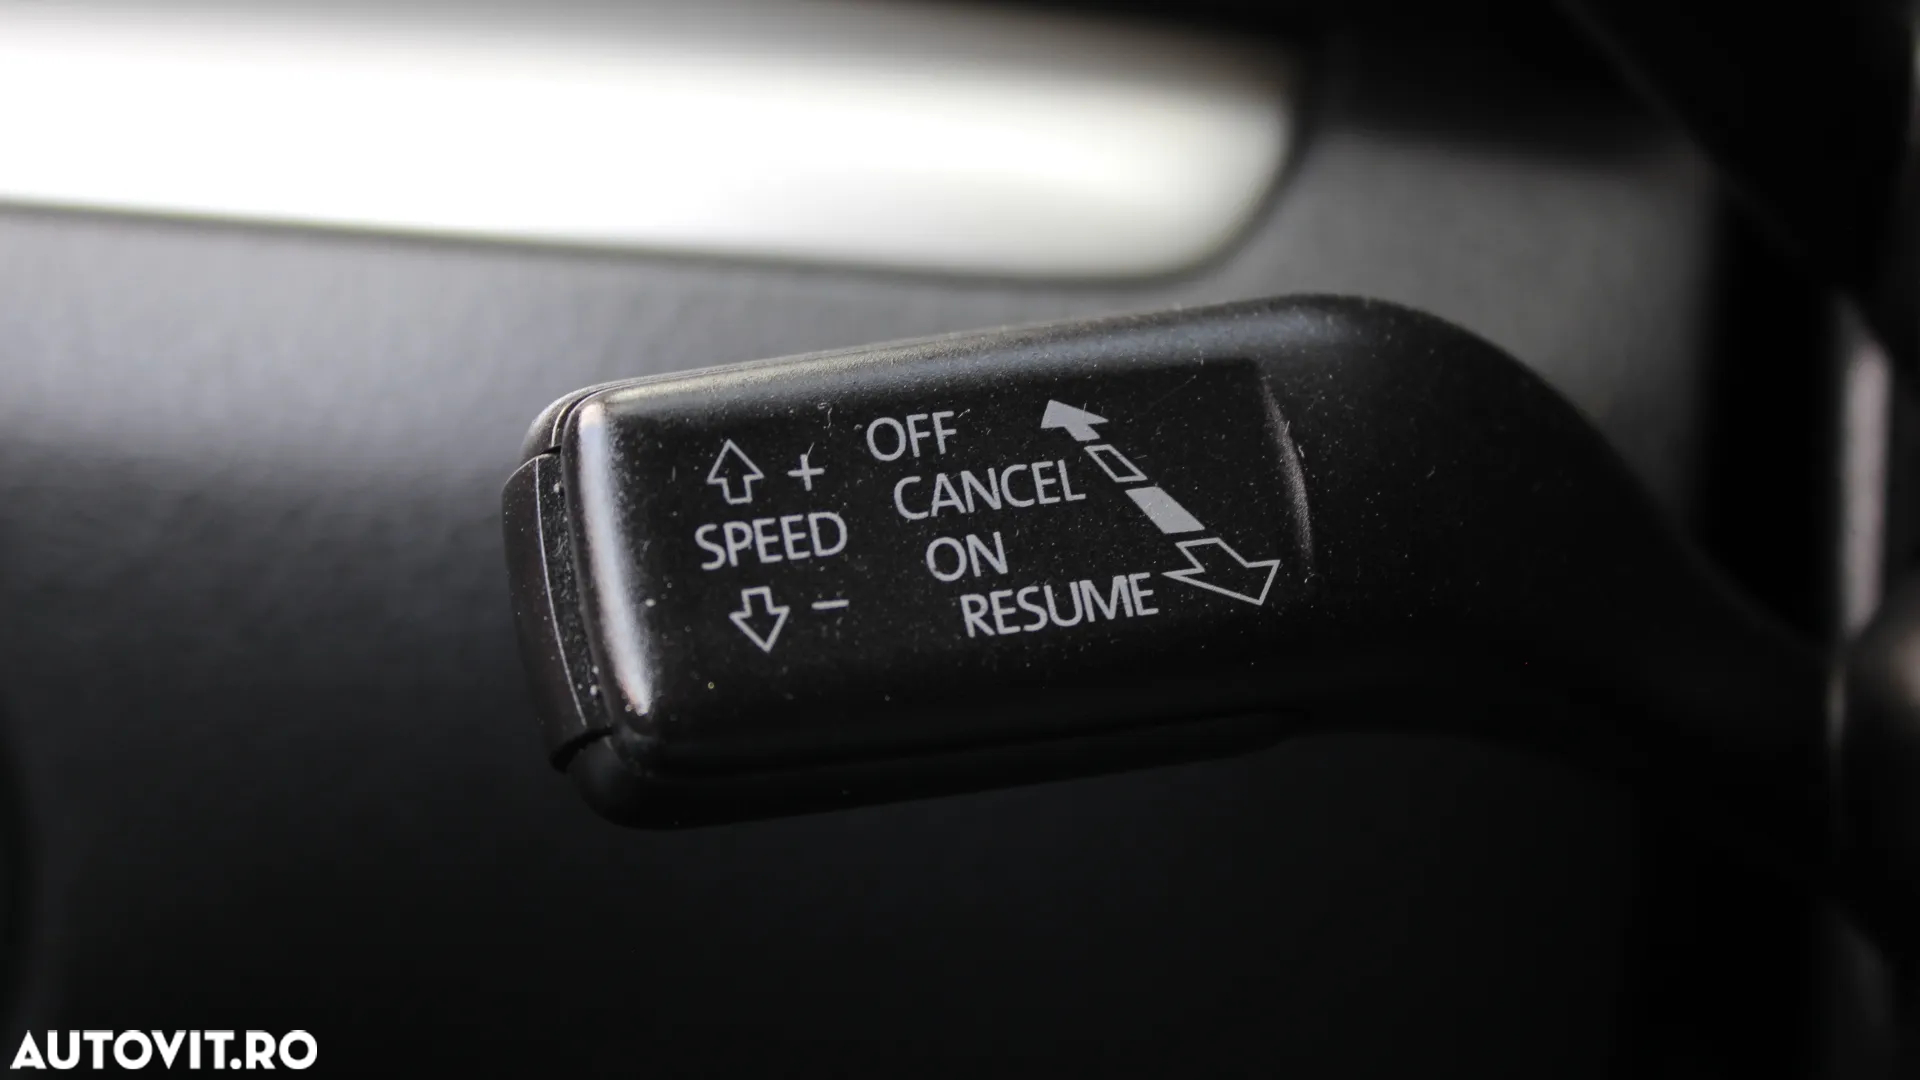 +
SPEED
−
OFF
CANCEL
ON
RESUME
AUTOVIT.RO